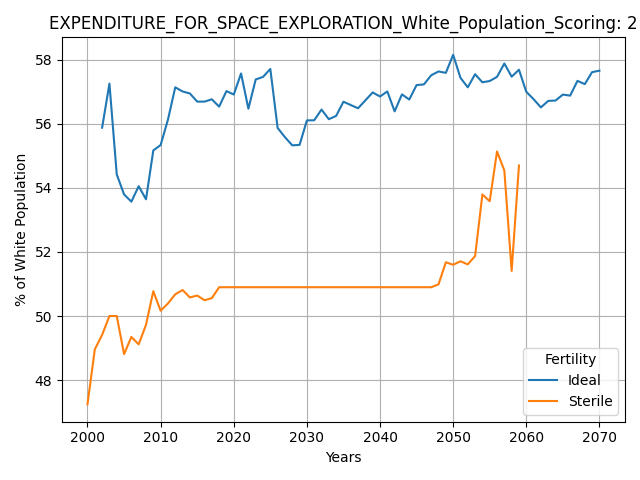 EXPENDITURE_FOR_SPACE_EXPLORATION_White_Population_Scoring: 2
% of White Population
58
56
54
52
50
48
Fertility
Ideal
Sterile
2000 2010 2020 2030 2040 2050 2060 2070
Years